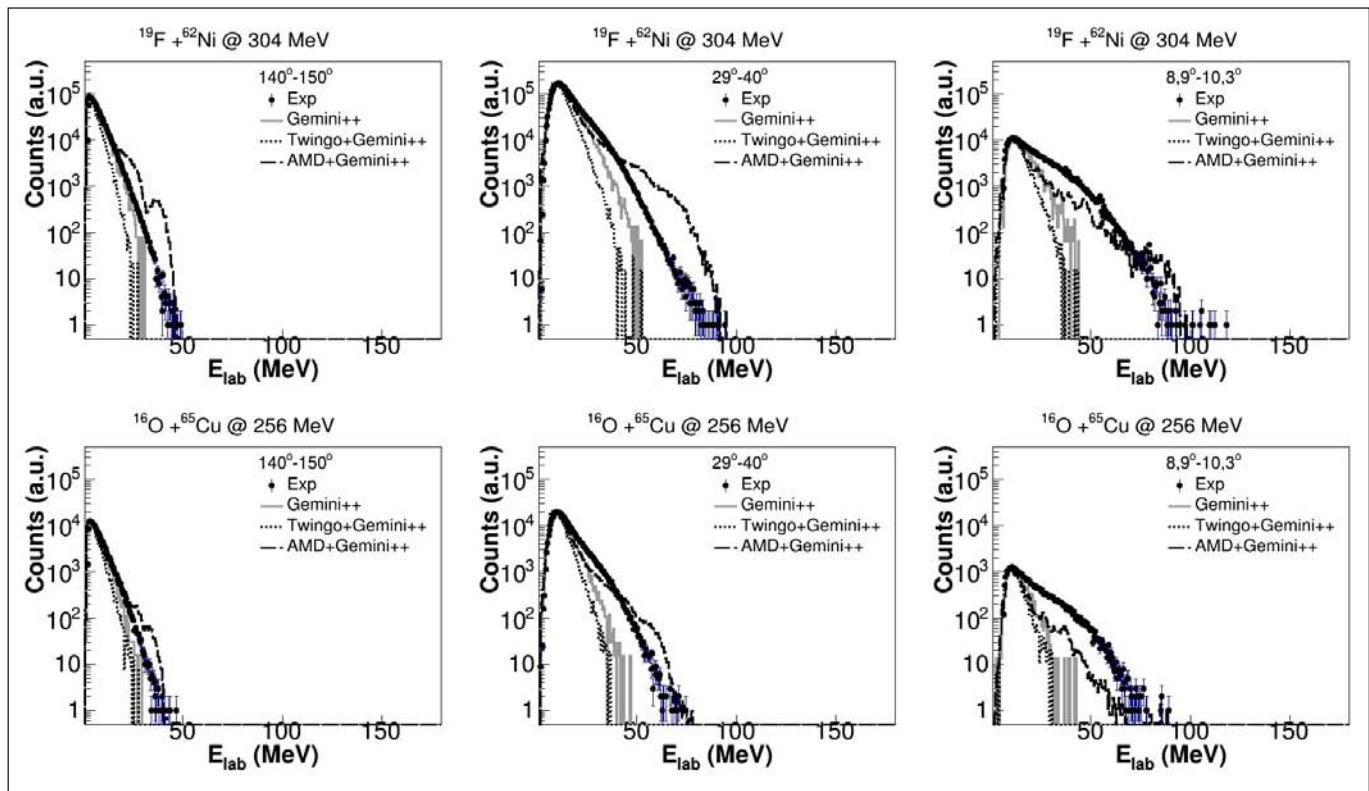 ¹⁹F +⁶²Ni @ 304 MeV
140°-150°
Exp
Gemini++
Twingo+Gemini++
AMD+Gemini++
Counts (a.u.)
10⁵
10⁴
10³
10²
10
1
50
100
150
E_lab (MeV)
¹⁹F +⁶²Ni @ 304 MeV
29°-40°
Exp
Gemini++
Twingo+Gemini++
AMD+Gemini++
Counts (a.u.)
10⁵
10⁴
10³
10²
10
1
50
100
150
E_lab (MeV)
¹⁹F +⁶²Ni @ 304 MeV
8,9°-10,3°
Exp
Gemini++
Twingo+Gemini++
AMD+Gemini++
Counts (a.u.)
10⁵
10⁴
10³
10²
10
1
50
100
150
E_lab (MeV)
¹⁶O +⁶⁵Cu @ 256 MeV
140°-150°
Exp
Gemini++
Twingo+Gemini++
AMD+Gemini++
Counts (a.u.)
10⁵
10⁴
10³
10²
10
1
50
100
150
E_lab (MeV)
¹⁶O +⁶⁵Cu @ 256 MeV
29°-40°
Exp
Gemini++
Twingo+Gemini++
AMD+Gemini++
Counts (a.u.)
10⁵
10⁴
10³
10²
10
1
50
100
150
E_lab (MeV)
¹⁶O +⁶⁵Cu @ 256 MeV
8,9°-10,3°
Exp
Gemini++
Twingo+Gemini++
AMD+Gemini++
Counts (a.u.)
10⁵
10⁴
10³
10²
10
1
50
100
150
E_lab (MeV)